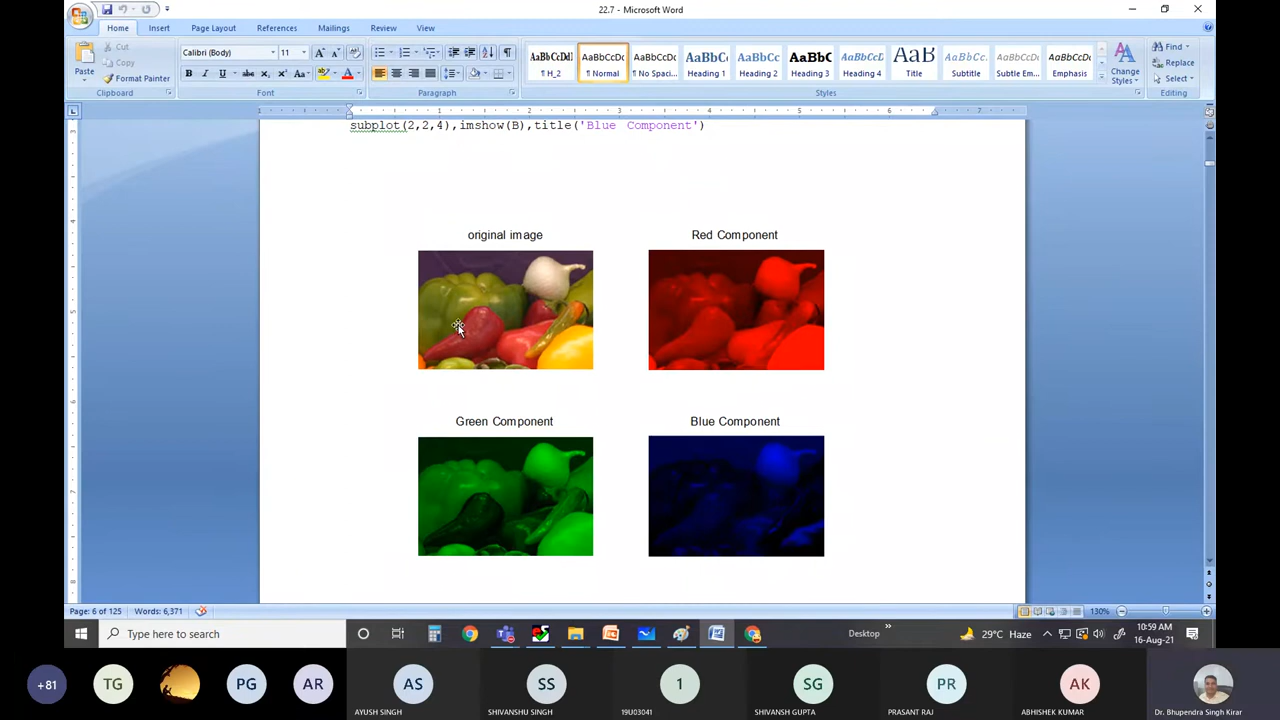 22.7 - Microsoft Word
Home Insert Page Layout References Mailings Review View
Paste
Cut
Copy
Format Painter
Clipboard
Calibri (Body) 11
Font
Paragraph
AaBbCcDd AaBbCcDc AaBbCcDc AaBbC AaBbCc AaBbC AaBbCcD AaB AaBbCcI AaBbCcDc AaBbCcDt
¶ H_2 ¶ Normal ¶ No Spaci... Heading 1 Heading 2 Heading 3 Heading 4 Title Subtitle Subtle Em... Emphasis
Change Styles
Styles
Find
Replace
Select
Editing
subplot(2,2,4),imshow(B),title('Blue Component')
original image Red Component
Green Component Blue Component
Page: 6 of 125 Words: 6,371 130%
Type here to search
Desktop
29°C Haze
10:59 AM
16-Aug-21
+81 TG PG AR AS SS 1 SG PR AK
AYUSH SINGH SHIVANSHU SINGH 19U03041 SHIVANSH GUPTA PRASANT RAJ ABHISHEK KUMAR Dr. Bhupendra Singh Kirar